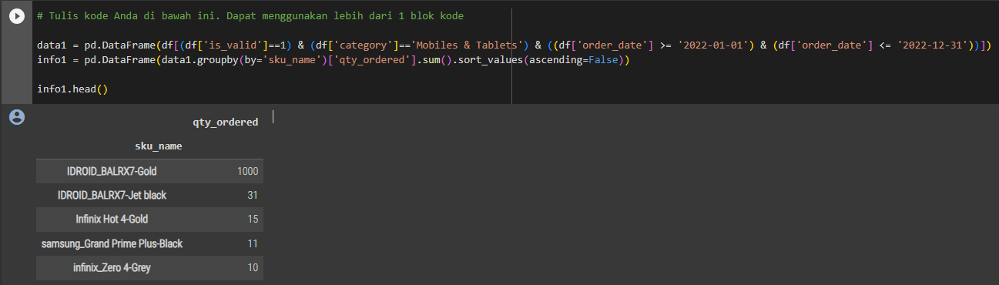 # Tulis kode Anda di bawah ini. Dapat menggunakan lebih dari 1 blok kode
data1 = pd.DataFrame(df[(df['is_valid']==1) & (df['category']=='Mobiles & Tablets') & ((df['order_date'] >= '2022-01-01') & (df['order_date'] <= '2022-12-31'))])
info1 = pd.DataFrame(data1.groupby(by='sku_name')['qty_ordered'].sum().sort_values(ascending=False))
info1.head()
qty_ordered
sku_name
IDROID_BALRX7-Gold 1000
IDROID_BALRX7-Jet black 31
Infinix Hot 4-Gold 15
samsung_Grand Prime Plus-Black 11
infinix_Zero 4-Grey 10